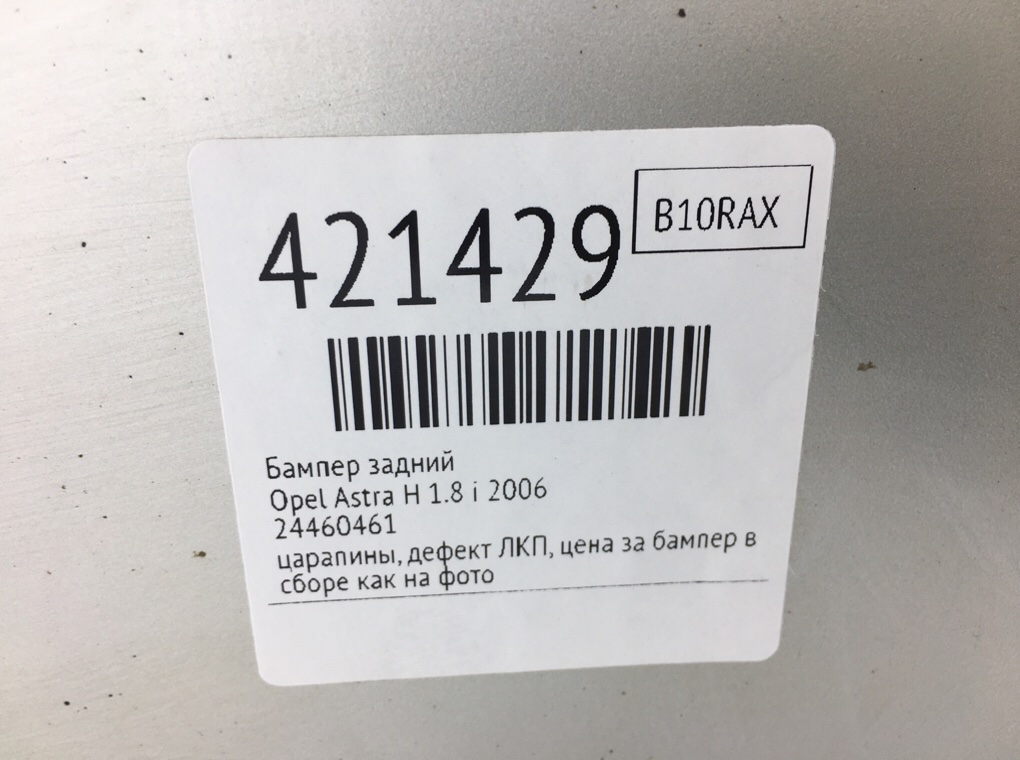 421429
B10RAX
Бампер задний
Opel Astra H 1.8 i 2006
24460461
царапины, дефект ЛКП, цена за бампер в
сборе как на фото